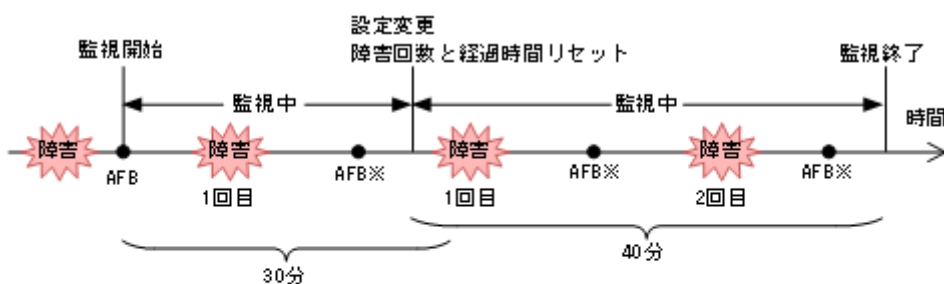 設定変更
障害回数と経過時間リセット
監視開始
監視終了
監視中
監視中
時間
障害
障害
障害
障害
AFB
AFB※
AFB※
AFB※
1回目
1回目
2回目
30分
40分